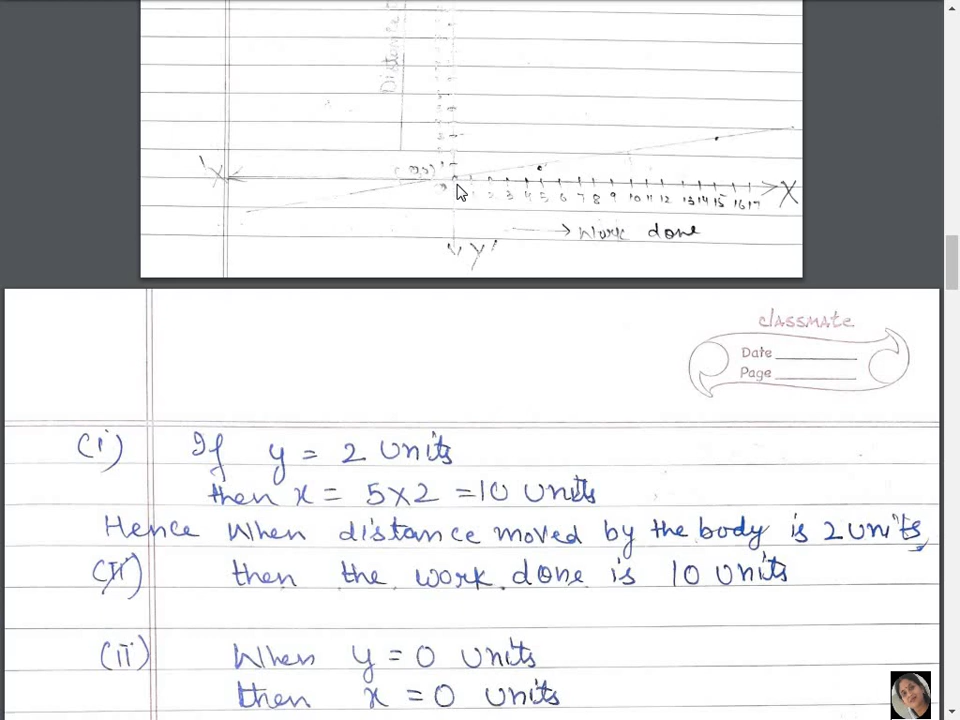 Distance
X'
(0,0)
1 2 3 4 5 6 7 8 9 10 11 12 13 14 15 16 17 X
→ Work done
Y'
classmate
Date
Page
(i) If y = 2 units
then x = 5×2 = 10 units
Hence When distance moved by the body is 2 units,
(ii) then the work done is 10 units
(ii) When y = 0 units
then x = 0 units